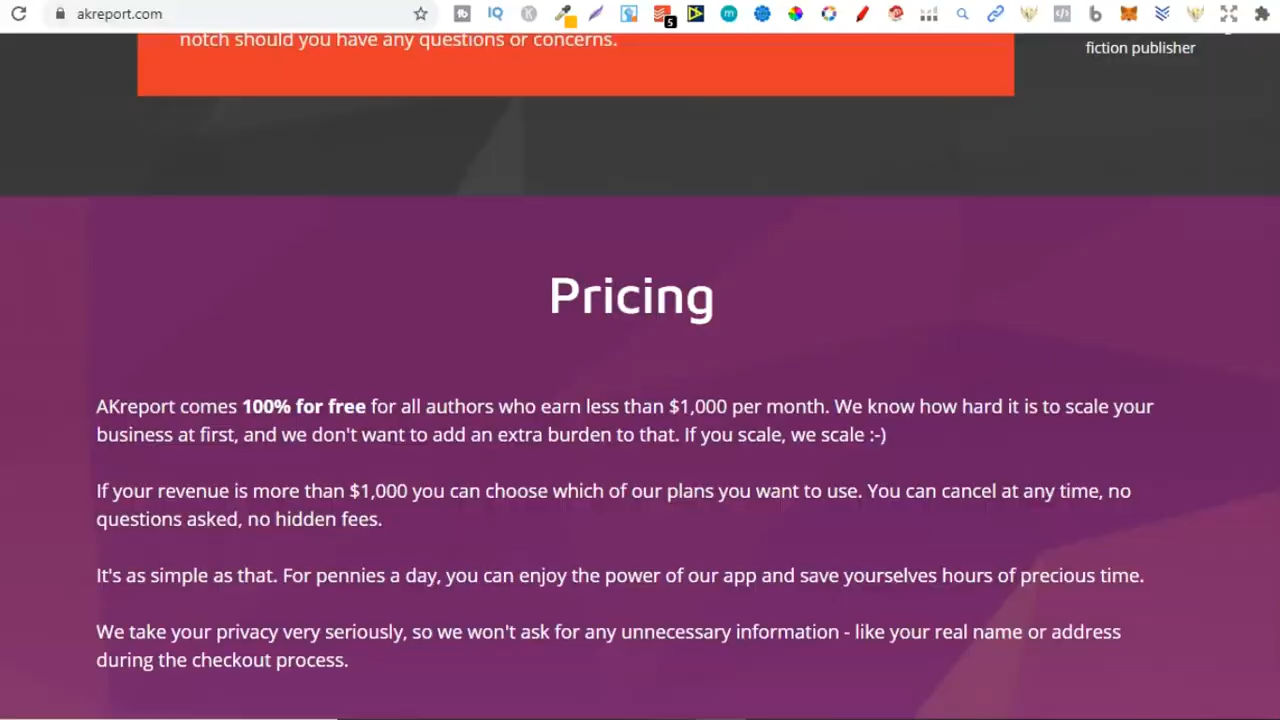 akreport.com
5
notch should you have any questions or concerns.
fiction publisher
Pricing
AKreport comes 100% for free for all authors who earn less than $1,000 per month. We know how hard it is to scale your
business at first, and we don't want to add an extra burden to that. If you scale, we scale :-)
If your revenue is more than $1,000 you can choose which of our plans you want to use. You can cancel at any time, no
questions asked, no hidden fees.
It's as simple as that. For pennies a day, you can enjoy the power of our app and save yourselves hours of precious time.
We take your privacy very seriously, so we won't ask for any unnecessary information - like your real name or address
during the checkout process.